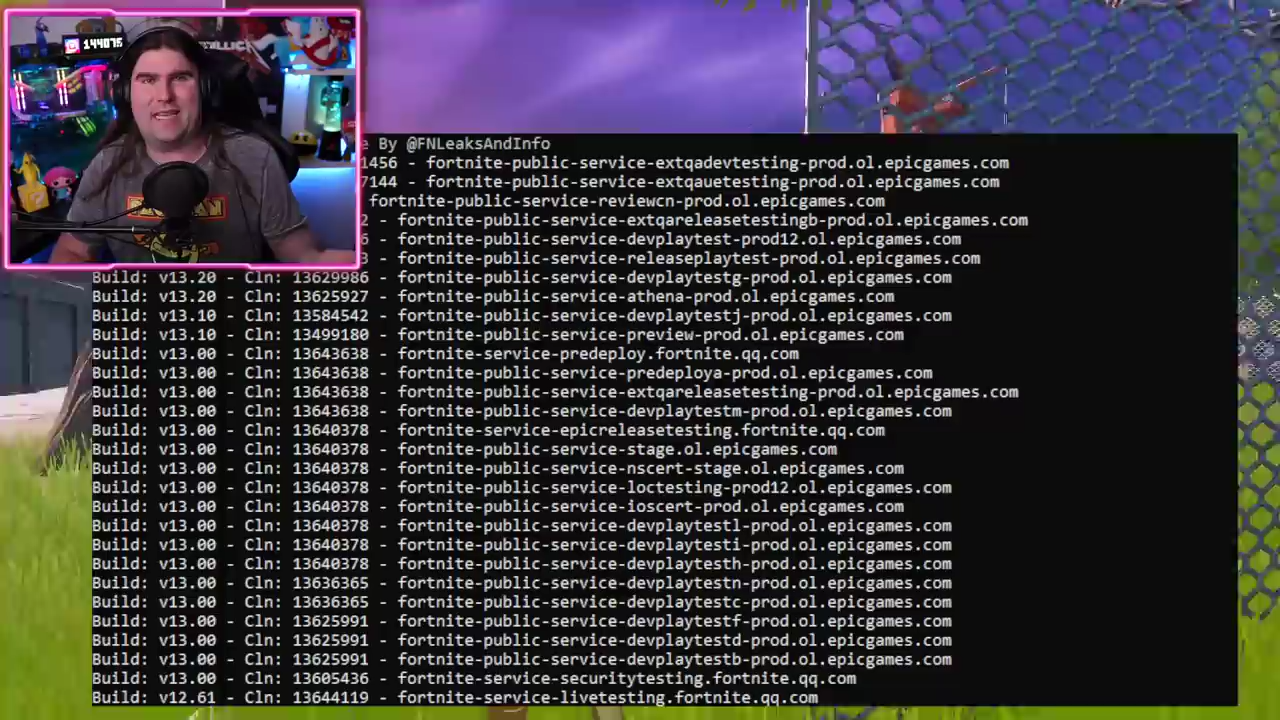 144075
e By @FNLeaksAndInfo
1456 - fortnite-public-service-extqadevtesting-prod.ol.epicgames.com
7144 - fortnite-public-service-extqauetesting-prod.ol.epicgames.com
fortnite-public-service-reviewcn-prod.ol.epicgames.com
2 - fortnite-public-service-extqareleasetestingb-prod.ol.epicgames.com
6 - fortnite-public-service-devplaytest-prod12.ol.epicgames.com
3 - fortnite-public-service-releaseplaytest-prod.ol.epicgames.com
Build: v13.20 - Cln: 13629986 - fortnite-public-service-devplaytestg-prod.ol.epicgames.com
Build: v13.20 - Cln: 13625927 - fortnite-public-service-athena-prod.ol.epicgames.com
Build: v13.10 - Cln: 13584542 - fortnite-public-service-devplaytestj-prod.ol.epicgames.com
Build: v13.10 - Cln: 13499180 - fortnite-public-service-preview-prod.ol.epicgames.com
Build: v13.00 - Cln: 13643638 - fortnite-service-predeploy.fortnite.qq.com
Build: v13.00 - Cln: 13643638 - fortnite-public-service-predeploya-prod.ol.epicgames.com
Build: v13.00 - Cln: 13643638 - fortnite-public-service-extqareleasetesting-prod.ol.epicgames.com
Build: v13.00 - Cln: 13643638 - fortnite-public-service-devplaytestm-prod.ol.epicgames.com
Build: v13.00 - Cln: 13640378 - fortnite-service-epicreleasetesting.fortnite.qq.com
Build: v13.00 - Cln: 13640378 - fortnite-public-service-stage.ol.epicgames.com
Build: v13.00 - Cln: 13640378 - fortnite-public-service-nscert-stage.ol.epicgames.com
Build: v13.00 - Cln: 13640378 - fortnite-public-service-loctesting-prod12.ol.epicgames.com
Build: v13.00 - Cln: 13640378 - fortnite-public-service-ioscert-prod.ol.epicgames.com
Build: v13.00 - Cln: 13640378 - fortnite-public-service-devplaytestl-prod.ol.epicgames.com
Build: v13.00 - Cln: 13640378 - fortnite-public-service-devplaytesti-prod.ol.epicgames.com
Build: v13.00 - Cln: 13640378 - fortnite-public-service-devplaytesth-prod.ol.epicgames.com
Build: v13.00 - Cln: 13636365 - fortnite-public-service-devplaytestn-prod.ol.epicgames.com
Build: v13.00 - Cln: 13636365 - fortnite-public-service-devplaytestc-prod.ol.epicgames.com
Build: v13.00 - Cln: 13625991 - fortnite-public-service-devplaytestf-prod.ol.epicgames.com
Build: v13.00 - Cln: 13625991 - fortnite-public-service-devplaytestd-prod.ol.epicgames.com
Build: v13.00 - Cln: 13625991 - fortnite-public-service-devplaytestb-prod.ol.epicgames.com
Build: v13.00 - Cln: 13605436 - fortnite-service-securitytesting.fortnite.qq.com
Build: v12.61 - Cln: 13644119 - fortnite-service-livetesting.fortnite.qq.com